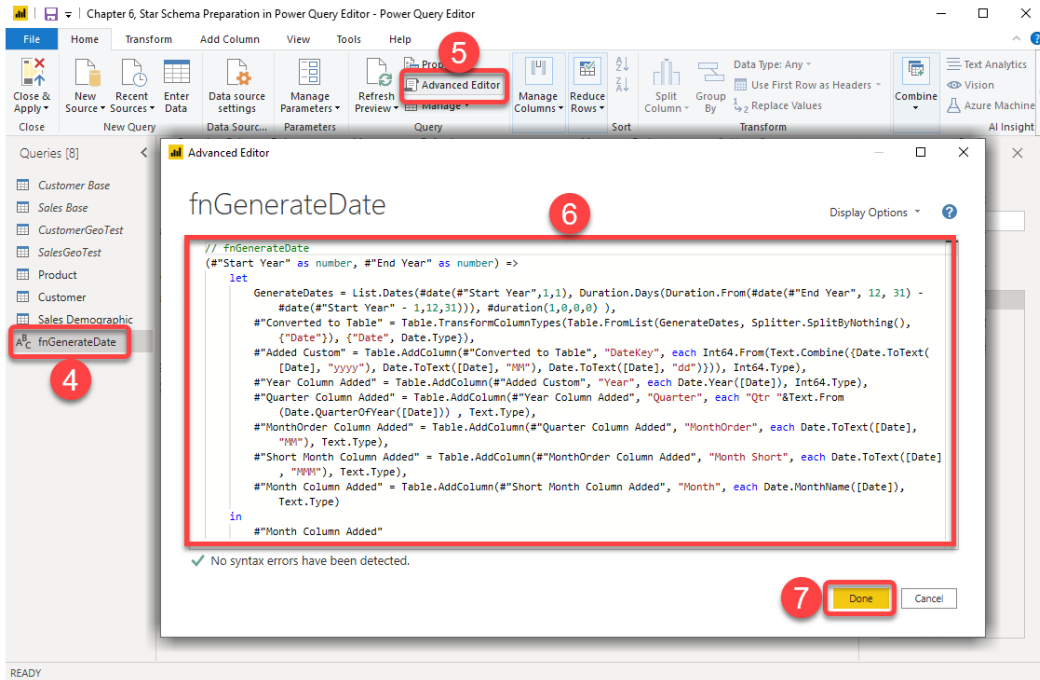 Chapter 6, Star Schema Preparation in Power Query Editor - Power Query Editor
File Home Transform Add Column View Tools Help
5
Close & Apply
New Source
Recent Sources
Enter Data
Data source settings
Manage Parameters
Refresh Preview
Advanced Editor
Manage
Manage Columns
Reduce Rows
Split Column
Group By
Data Type: Any
Use First Row as Headers
Replace Values
Combine
Text Analytics
Vision
Azure Machine
Close New Query Data Sourc... Parameters Query Sort Transform AI Insight
Queries [8]
Customer Base
Sales Base
CustomerGeoTest
SalesGeoTest
Product
Customer
Sales Demographic
fnGenerateDate
4
Advanced Editor
fnGenerateDate
6
Display Options
// fnGenerateDate
(#"Start Year" as number, #"End Year" as number) =>
let
GenerateDates = List.Dates(#date(#"Start Year",1,1), Duration.Days(Duration.From(#date(#"End Year", 12, 31) -
#date(#"Start Year" - 1,12,31))), #duration(1,0,0,0) ),
#"Converted to Table" = Table.TransformColumnTypes(Table.FromList(GenerateDates, Splitter.SplitByNothing(),
{"Date"}), {"Date", Date.Type}),
#"Added Custom" = Table.AddColumn(#"Converted to Table", "DateKey", each Int64.From(Text.Combine({Date.ToText(
[Date], "yyyy"), Date.ToText([Date], "MM"), Date.ToText([Date], "dd")})), Int64.Type),
#"Year Column Added" = Table.AddColumn(#"Added Custom", "Year", each Date.Year([Date]), Int64.Type),
#"Quarter Column Added" = Table.AddColumn(#"Year Column Added", "Quarter", each "Qtr "&Text.From
(Date.QuarterOfYear([Date])) , Text.Type),
#"MonthOrder Column Added" = Table.AddColumn(#"Quarter Column Added", "MonthOrder", each Date.ToText([Date],
"MM"), Text.Type),
#"Short Month Column Added" = Table.AddColumn(#"MonthOrder Column Added", "Month Short", each Date.ToText([Date]
, "MMM"), Text.Type),
#"Month Column Added" = Table.AddColumn(#"Short Month Column Added", "Month", each Date.MonthName([Date]),
Text.Type)
in
#"Month Column Added"
No syntax errors have been detected.
7
Done
Cancel
READY